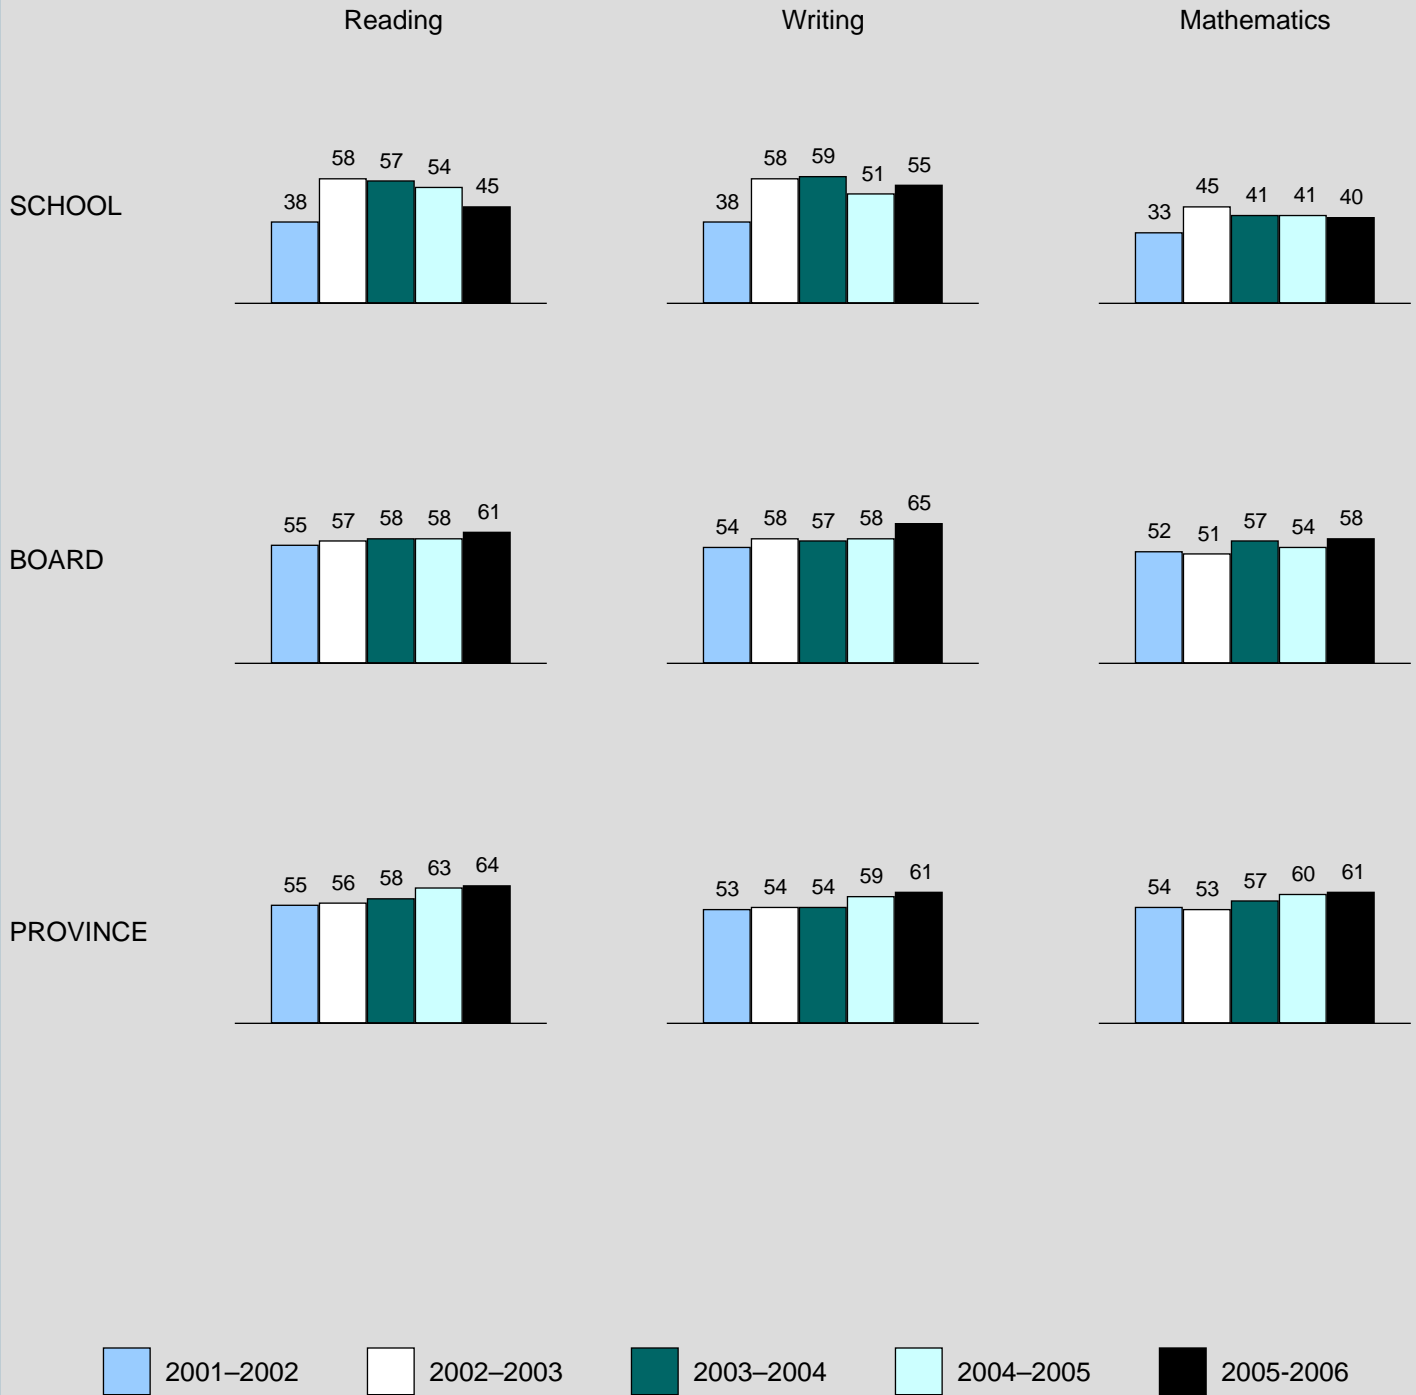 Reading Writing Mathematics
SCHOOL
38 58 57 54 45
38 58 59 51 55
33 45 41 41 40
BOARD
55 57 58 58 61
54 58 57 58 65
52 51 57 54 58
PROVINCE
55 56 58 63 64
53 54 54 59 61
54 53 57 60 61
2001–2002 2002–2003 2003–2004 2004–2005 2005-2006